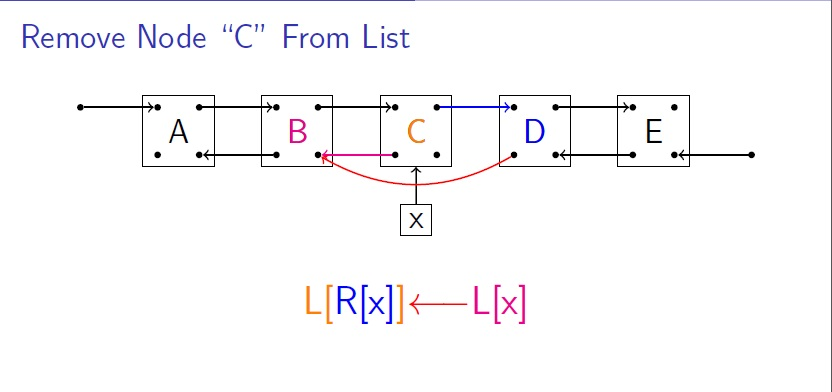 Remove Node “C” From List
A B C D E
x
L[R[x]]⟵L[x]